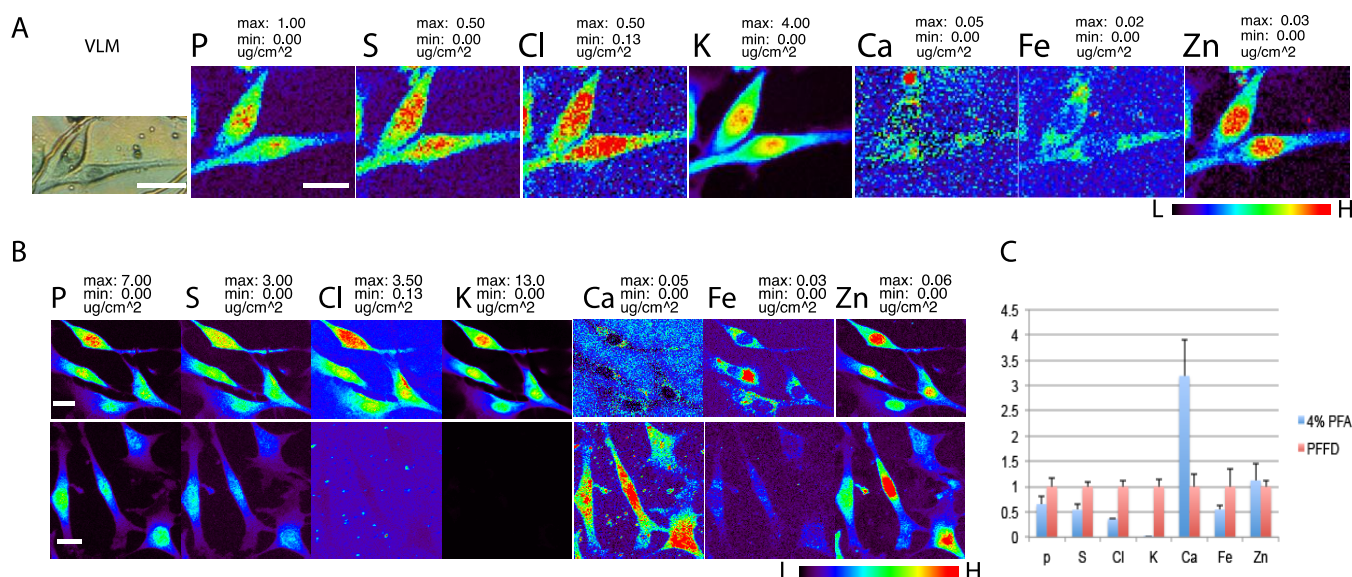 A
VLM
P
max: 1.00
min: 0.00
ug/cm^2
S
max: 0.50
min: 0.00
ug/cm^2
Cl
max: 0.50
min: 0.13
ug/cm^2
K
max: 4.00
min: 0.00
ug/cm^2
Ca
max: 0.05
min: 0.00
ug/cm^2
Fe
max: 0.02
min: 0.00
ug/cm^2
Zn
max: 0.03
min: 0.00
ug/cm^2
L H
B
P
max: 7.00
min: 0.00
ug/cm^2
S
max: 3.00
min: 0.00
ug/cm^2
Cl
max: 3.50
min: 0.13
ug/cm^2
K
max: 13.0
min: 0.00
ug/cm^2
Ca
max: 0.05
min: 0.00
ug/cm^2
Fe
max: 0.03
min: 0.00
ug/cm^2
Zn
max: 0.06
min: 0.00
ug/cm^2
L H
C
4.5
4
3.5
3
2.5
2
1.5
1
0.5
0
p S Cl K Ca Fe Zn
4% PFA
PFFD